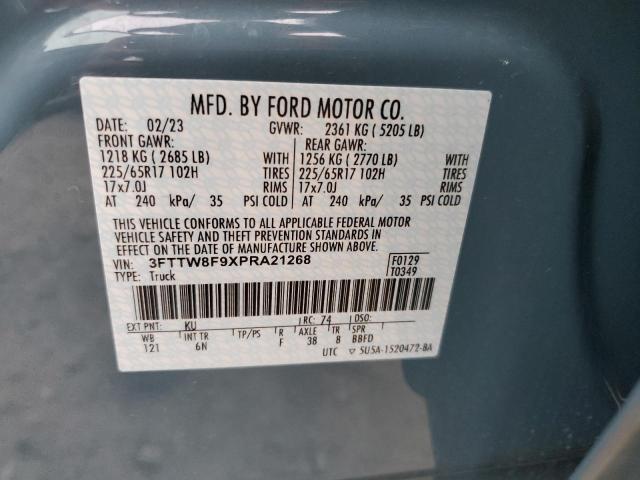 MFD. BY FORD MOTOR CO.
DATE: 02/23 GVWR: 2361 KG ( 5205 LB)
FRONT GAWR: REAR GAWR:
1218 KG ( 2685 LB) WITH 1256 KG ( 2770 LB) WITH
225/65R17 102H TIRES 225/65R17 102H TIRES
17x7.0J RIMS 17x7.0J RIMS
AT 240 kPa/ 35 PSI COLD AT 240 kPa/ 35 PSI COLD
THIS VEHICLE CONFORMS TO ALL APPLICABLE FEDERAL MOTOR
VEHICLE SAFETY AND THEFT PREVENTION STANDARDS IN
EFFECT ON THE DATE OF MANUFACTURE SHOWN ABOVE.
VIN: 3FTTW8F9XPRA21268 F0129
TYPE: Truck T0349
EXT PNT: KU RC: 74 DSO:
WB INT TR TP/PS R AXLE TR SPR
121 6N F 38 8 BBFD
UTC ▽ 5U5A-1520472-BA